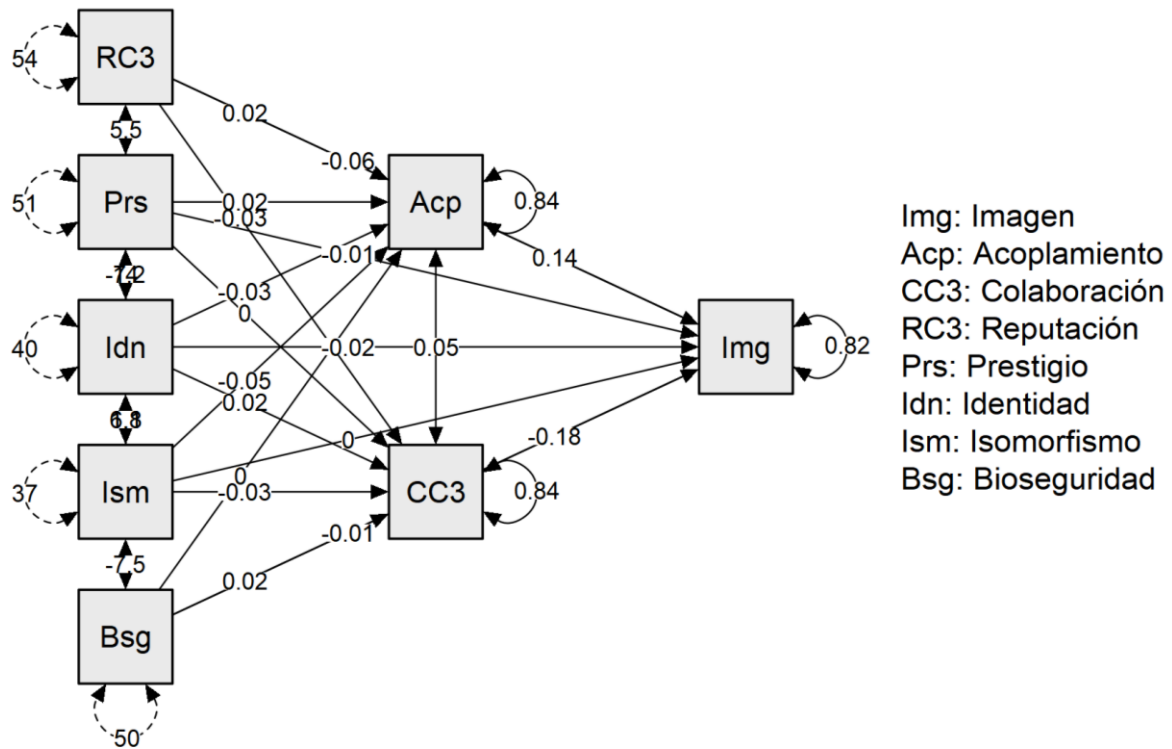 54
RC3
5,5
51
Prs
40
Idn
37
Ism
-7,5
Bsg
50
0.02
-0.06
0.02
-0.03
-0.01
-0.03
0
-0.02
0.05
-0.05
0.02
0
0
-0.03
-0.01
0.02
Acp
0.84
0.14
CC3
0.84
-0.18
Img
0.82
Img: Imagen
Acp: Acoplamiento
CC3: Colaboración
RC3: Reputación
Prs: Prestigio
Idn: Identidad
Ism: Isomorfismo
Bsg: Bioseguridad